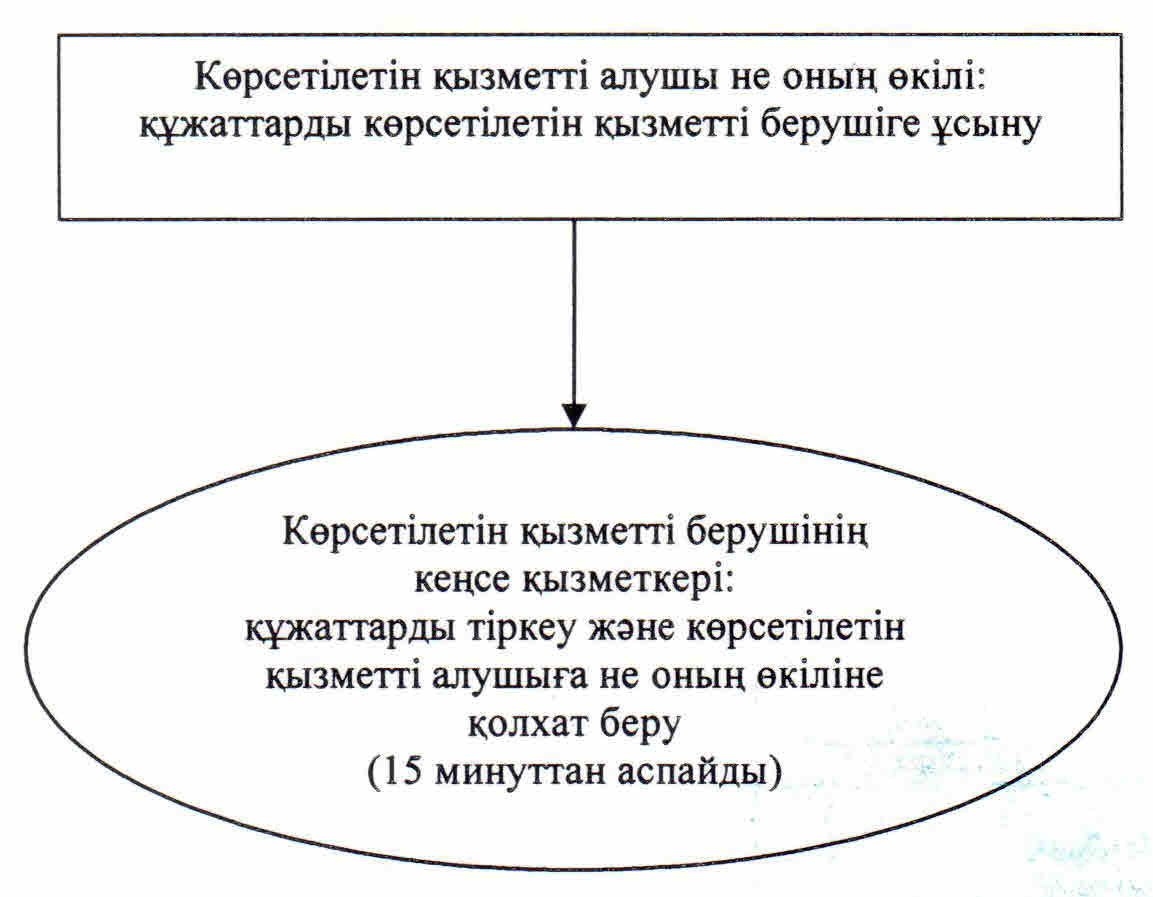 Көрсетілетін қызметті алушы не оның өкілі:
құжаттарды көрсетілетін қызметті берушіге ұсыну
Көрсетілетін қызметті берушінің
кеңсе қызметкері:
құжаттарды тіркеу және көрсетілетін
қызметті алушыға не оның өкіліне
қолхат беру
(15 минуттан аспайды)